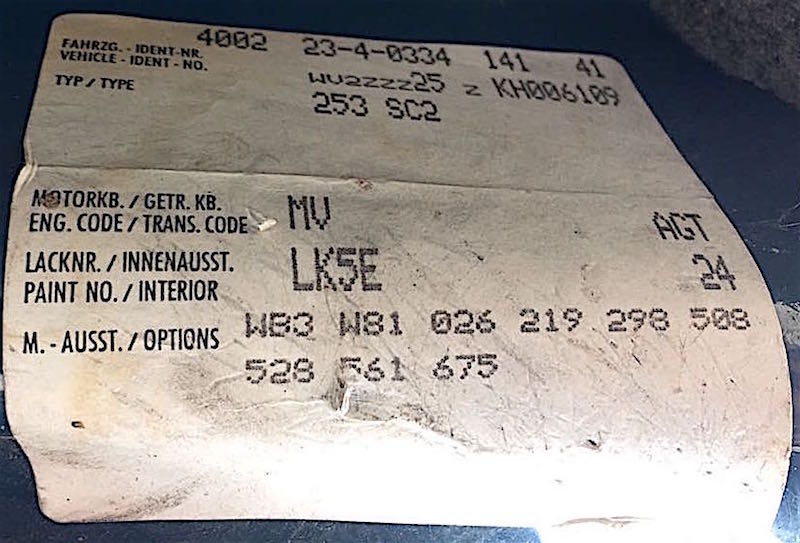 4002 23-4-0334 141 41
FAHRZG. - IDENT-NR.
VEHICLE - IDENT - NO.
WV2ZZZ25 Z KH006109
TYP / TYPE
253 SC2
MOTORKB. / GETR. KB.
ENG. CODE / TRANS. CODE
MV AGT
LACKNR. / INNENAUSST.
PAINT NO. / INTERIOR
LK5E 24
M. - AUSST. / OPTIONS
WB3 W81 026 219 298 508
528 561 675